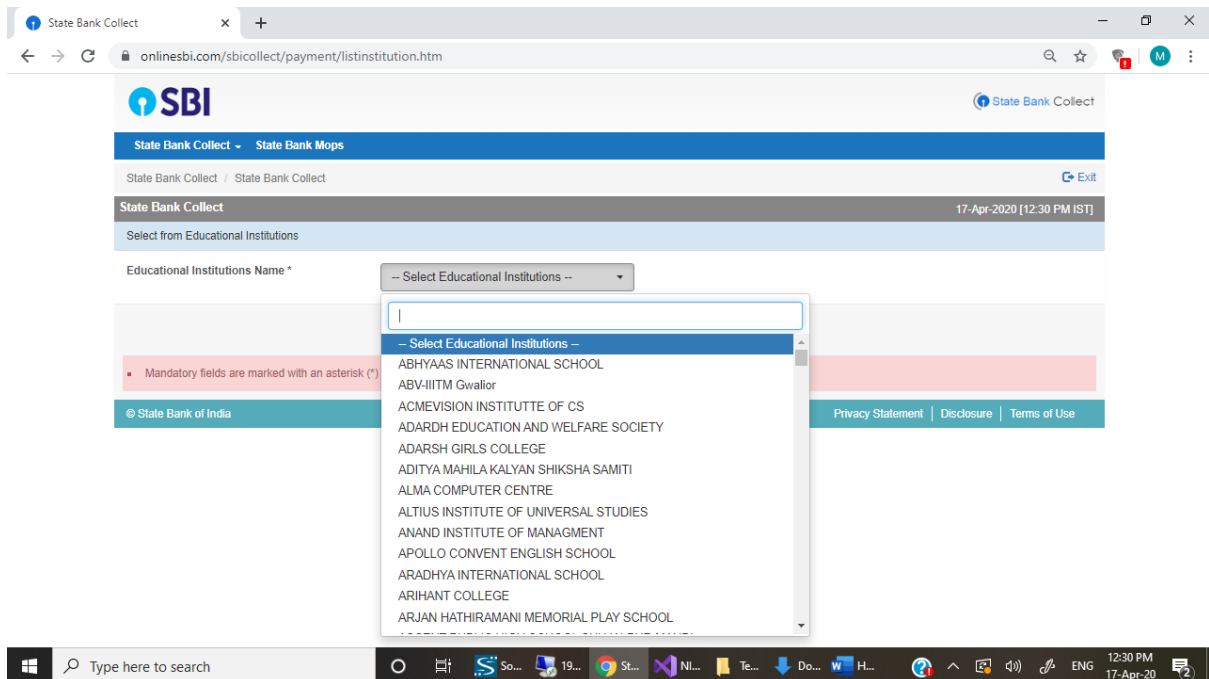 State Bank Collect
onlinesbi.com/sbicollect/payment/listinstitution.htm
M
SBI
State Bank Collect
State Bank Collect State Bank Mops
State Bank Collect / State Bank Collect Exit
State Bank Collect 17-Apr-2020 [12:30 PM IST]
Select from Educational Institutions
Educational Institutions Name *
-- Select Educational Institutions --
-- Select Educational Institutions --
ABHYAAS INTERNATIONAL SCHOOL
ABV-IIITM Gwalior
ACMEVISION INSTITUTTE OF CS
ADARDH EDUCATION AND WELFARE SOCIETY
ADARSH GIRLS COLLEGE
ADITYA MAHILA KALYAN SHIKSHA SAMITI
ALMA COMPUTER CENTRE
ALTIUS INSTITUTE OF UNIVERSAL STUDIES
ANAND INSTITUTE OF MANAGMENT
APOLLO CONVENT ENGLISH SCHOOL
ARADHYA INTERNATIONAL SCHOOL
ARIHANT COLLEGE
ARJAN HATHIRAMANI MEMORIAL PLAY SCHOOL
Mandatory fields are marked with an asterisk (*)
© State Bank of India Privacy Statement | Disclosure | Terms of Use
Type here to search So... 19... St... NI... Te... Do... H... ENG 12:30 PM
17-Apr-20 2